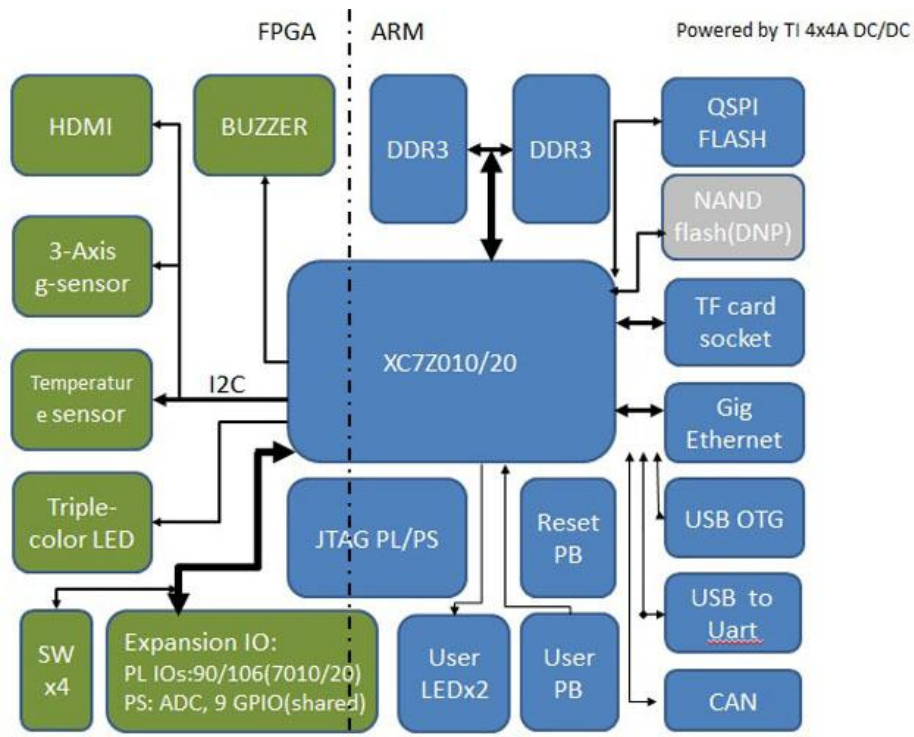 FPGA
ARM
Powered by TI 4x4A DC/DC
HDMI
BUZZER
DDR3
DDR3
QSPI
FLASH
NAND
flash(DNP)
3-Axis
g-sensor
TF card
socket
XC7Z010/20
I2C
Temperatur
e sensor
Gig
Ethernet
Triple-
color LED
JTAG PL/PS
Reset
PB
USB OTG
USB to
Uart
SW
x4
Expansion IO:
PL IOs:90/106(7010/20)
PS: ADC, 9 GPIO(shared)
User
LEDx2
User
PB
CAN